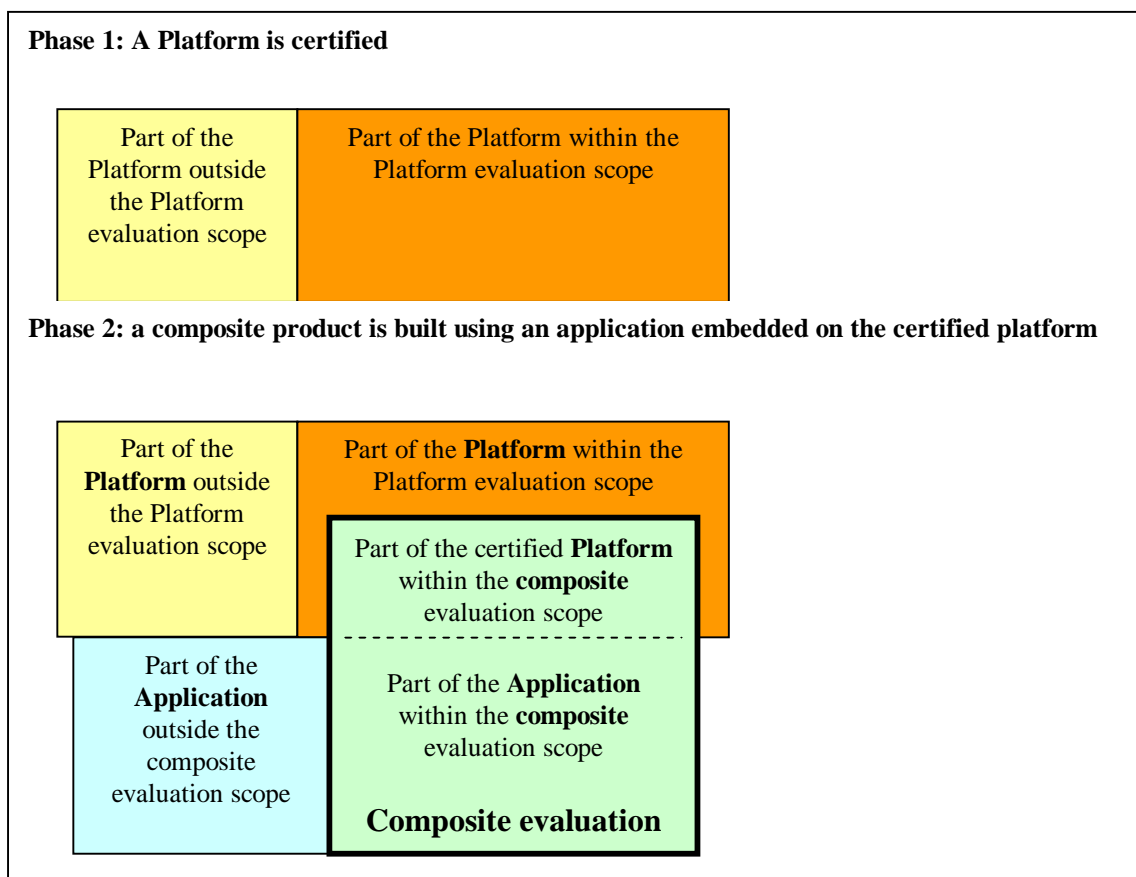 Phase 1: A Platform is certified
Part of the
Platform outside
the Platform
evaluation scope
Part of the Platform within the
Platform evaluation scope
Phase 2: a composite product is built using an application embedded on the certified platform
Part of the
Platform outside
the Platform
evaluation scope
Part of the Platform within the
Platform evaluation scope
Part of the certified Platform
within the composite
evaluation scope
Part of the
Application
outside the
composite
evaluation scope
Part of the Application
within the composite
evaluation scope
Composite evaluation